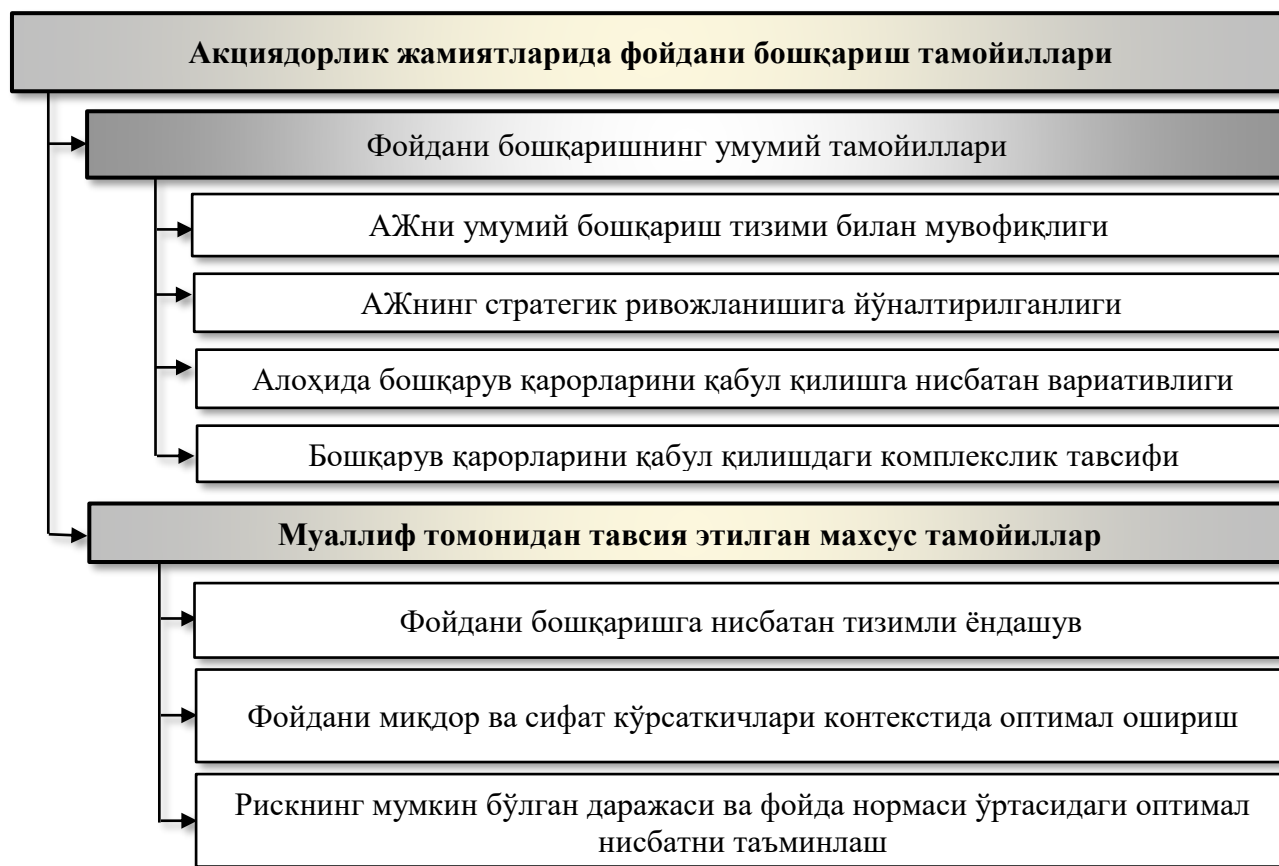 Акциядорлик жамиятларида фойдани бошқариш тамойиллари
Фойдани бошқаришнинг умумий тамойиллари
АЖни умумий бошқариш тизими билан мувофиқлиги
АЖнинг стратегик ривожланишига йўналтирилганлиги
Алоҳида бошқарув қарорларини қабул қилишга нисбатан вариативлиги
Бошқарув қарорларини қабул қилишдаги комплекслик тавсифи
Муаллиф томонидан тавсия этилган махсус тамойиллар
Фойдани бошқаришга нисбатан тизимли ёндашув
Фойдани миқдор ва сифат кўрсаткичлари контекстида оптимал ошириш
Рискнинг мумкин бўлган даражаси ва фойда нормаси ўртасидаги оптимал
нисбатни таъминлаш